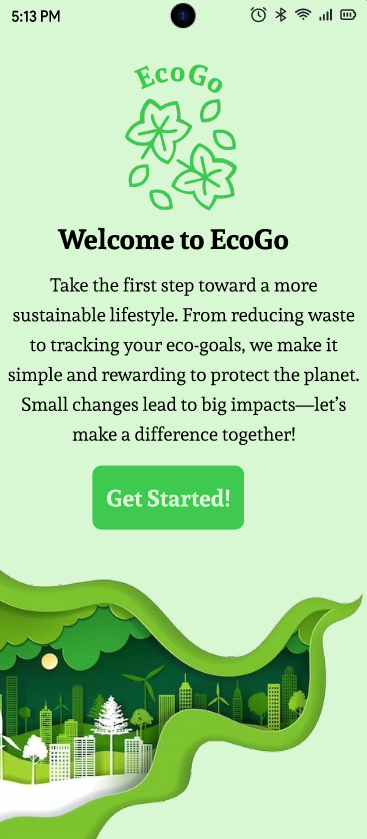 5:13 PM
EcoGo
Welcome to EcoGo
Take the first step toward a more
sustainable lifestyle. From reducing waste
to tracking your eco-goals, we make it
simple and rewarding to protect the planet.
Small changes lead to big impacts—let’s
make a difference together!
Get Started!